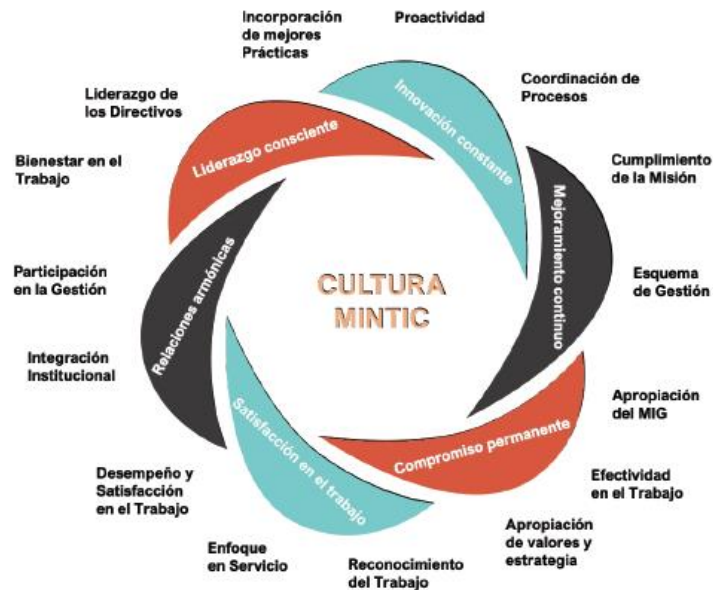 Incorporación
de mejores
Prácticas
Proactividad
Innovación constante
Coordinación de
Procesos
Cumplimiento
de la Misión
Mejoramiento continuo
Esquema
de Gestión
Apropiación
del MIG
Compromiso permanente
Efectividad
en el Trabajo
Apropiación
de valores y
estrategia
Reconocimiento
del Trabajo
Satisfacción en el trabajo
Enfoque
en Servicio
Desempeño y
Satisfacción
en el Trabajo
Integración
Institucional
Relaciones armónicas
Participación
en la Gestión
Bienestar en el
Trabajo
Liderazgo consciente
Liderazgo de
los Directivos
CULTURA
MINTIC